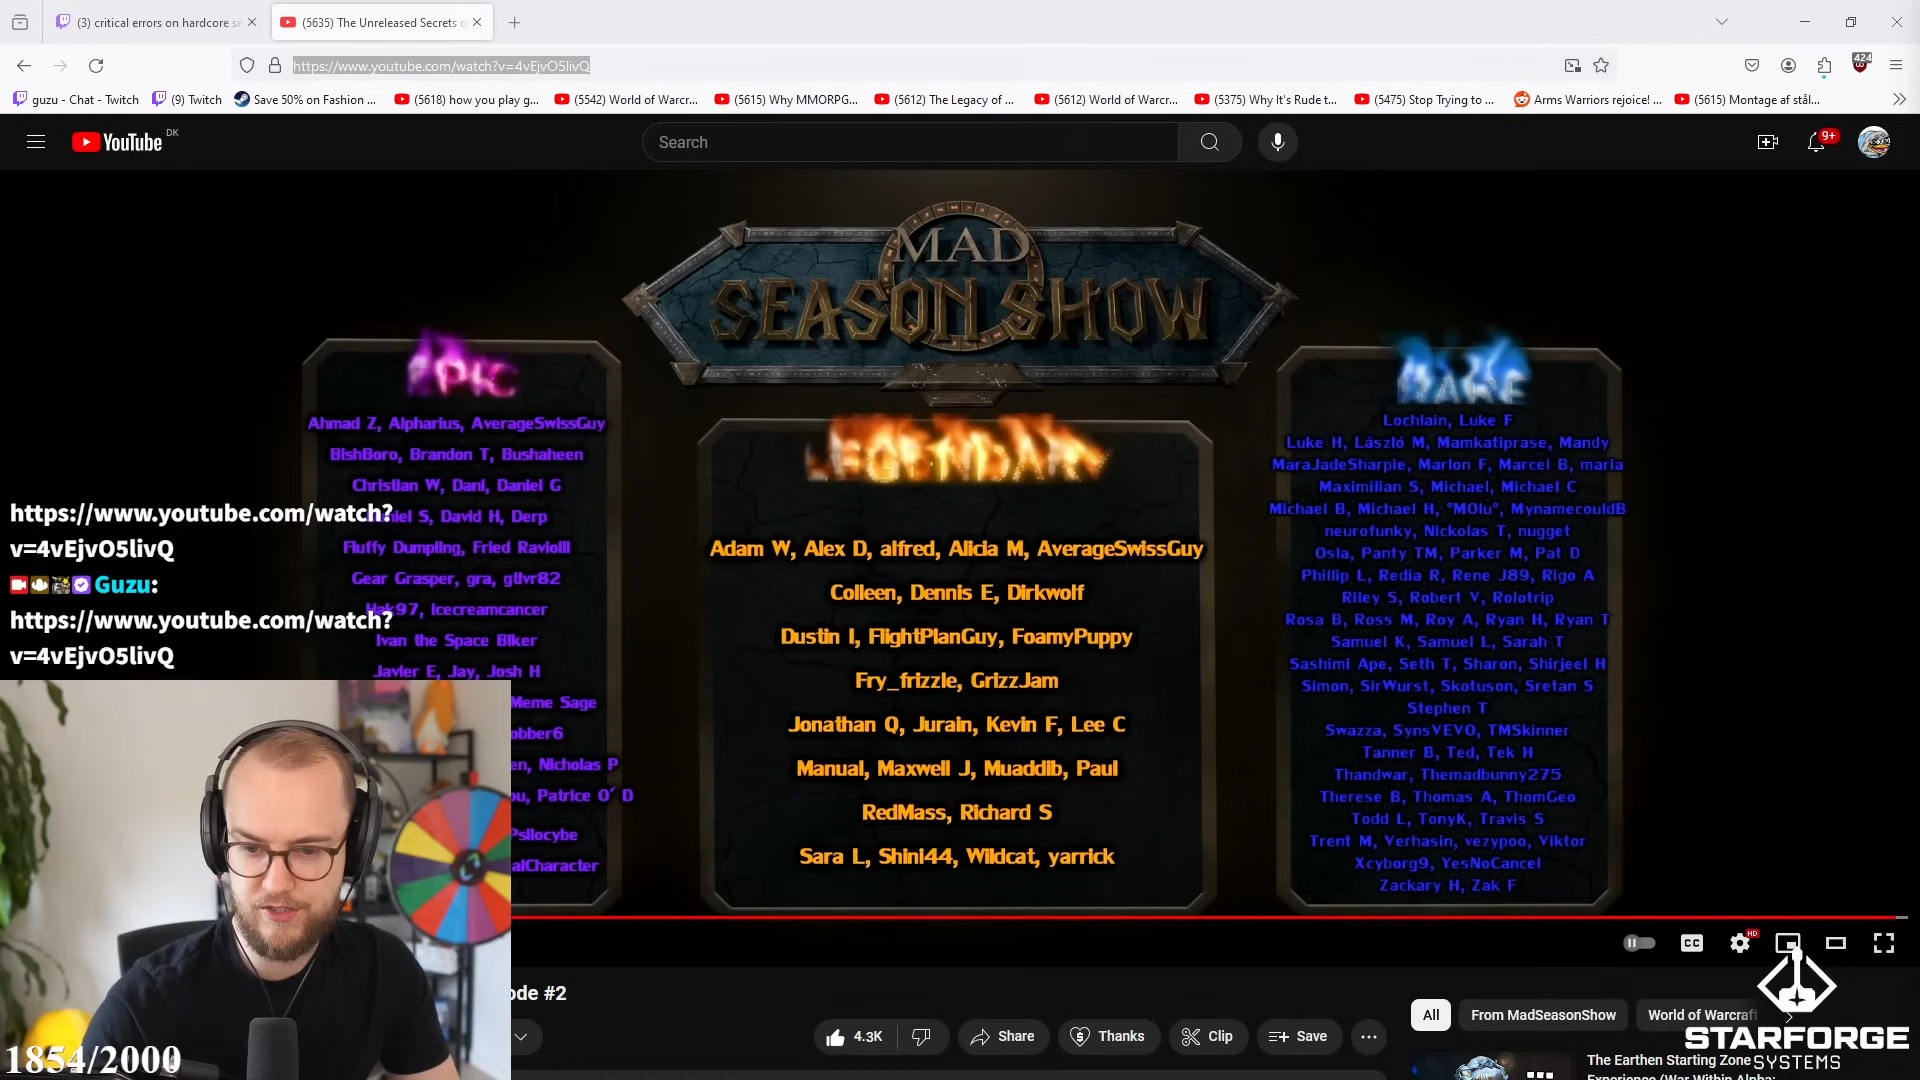 (3) critical errors on hardcore se
(5635) The Unreleased Secrets o
https://www.youtube.com/watch?v=4vEjvO5livQ
424
guzu - Chat - Twitch
(9) Twitch
Save 50% on Fashion ...
(5618) how you play g...
(5542) World of Warcr...
(5615) Why MMORPG...
(5612) The Legacy of ...
(5612) World of Warcr...
(5375) Why It's Rude t...
(5475) Stop Trying to ...
Arms Warriors rejoice! ...
(5615) Montage af stål...
YouTube DK
Search
9+
MAD
SEASON SHOW
EPIC
Ahmad Z, Alpharius, AverageSwissGuy
BishBoro, Brandon T, Bushaheen
Christian W, Dani, Daniel G
Daniel S, David H, Derp
Fluffy Dumpling, Fried Raviolli
Gear Grasper, gra, gtlvr82
Hak97, Icecreamcancer
Ivan the Space Biker
Javier E, Jay, Josh H
Meme Sage
obber6
en, Nicholas P
ou, Patrice O' D
Psilocybe
alCharacter
LEGENDARY
Adam W, Alex D, alfred, Alicia M, AverageSwissGuy
Colleen, Dennis E, Dirkwolf
Dustin I, FlightPlanGuy, FoamyPuppy
Fry_frizzle, GrizzJam
Jonathan Q, Jurain, Kevin F, Lee C
Manual, Maxwell J, Muaddib, Paul
RedMass, Richard S
Sara L, Shini44, Wildcat, yarrick
RARE
Lochlain, Luke F
Luke H, László M, Mamkatiprase, Mandy
MaraJadeSharpie, Marlon F, Marcel B, maria
Maximilian S, Michael, Michael C
Michael B, Michael H, °MOlu°, MynamecouldB
neurofunky, Nickolas T, nugget
Osla, Panty TM, Parker M, Pat D
Phillip L, Redia R, Rene J89, Rigo A
Riley S, Robert V, Rolotrip
Rosa B, Ross M, Roy A, Ryan H, Ryan T
Samuel K, Samuel L, Sarah T
Sashimi Ape, Seth T, Sharon, Shirjeel H
Simon, SirWurst, Skotuson, Sretan S
Stephen T
Swazza, SynsVEVO, TMSkinner
Tanner B, Ted, Tek H
Thandwar, Themadbunny275
Therese B, Thomas A, ThomGeo
Todd L, TonyK, Travis S
Trent M, Verhasin, vezypoo, Viktor
Xcyborg9, YesNoCancel
Zackary H, Zak F
https://www.youtube.com/watch?
v=4vEjvO5livQ
Guzu:
https://www.youtube.com/watch?
v=4vEjvO5livQ
CC
HD
ode #2
4.3K
Share
Thanks
Clip
Save
All
From MadSeasonShow
World of Warcraft
The Earthen Starting Zone
STARFORGE
SYSTEMS
1854/2000